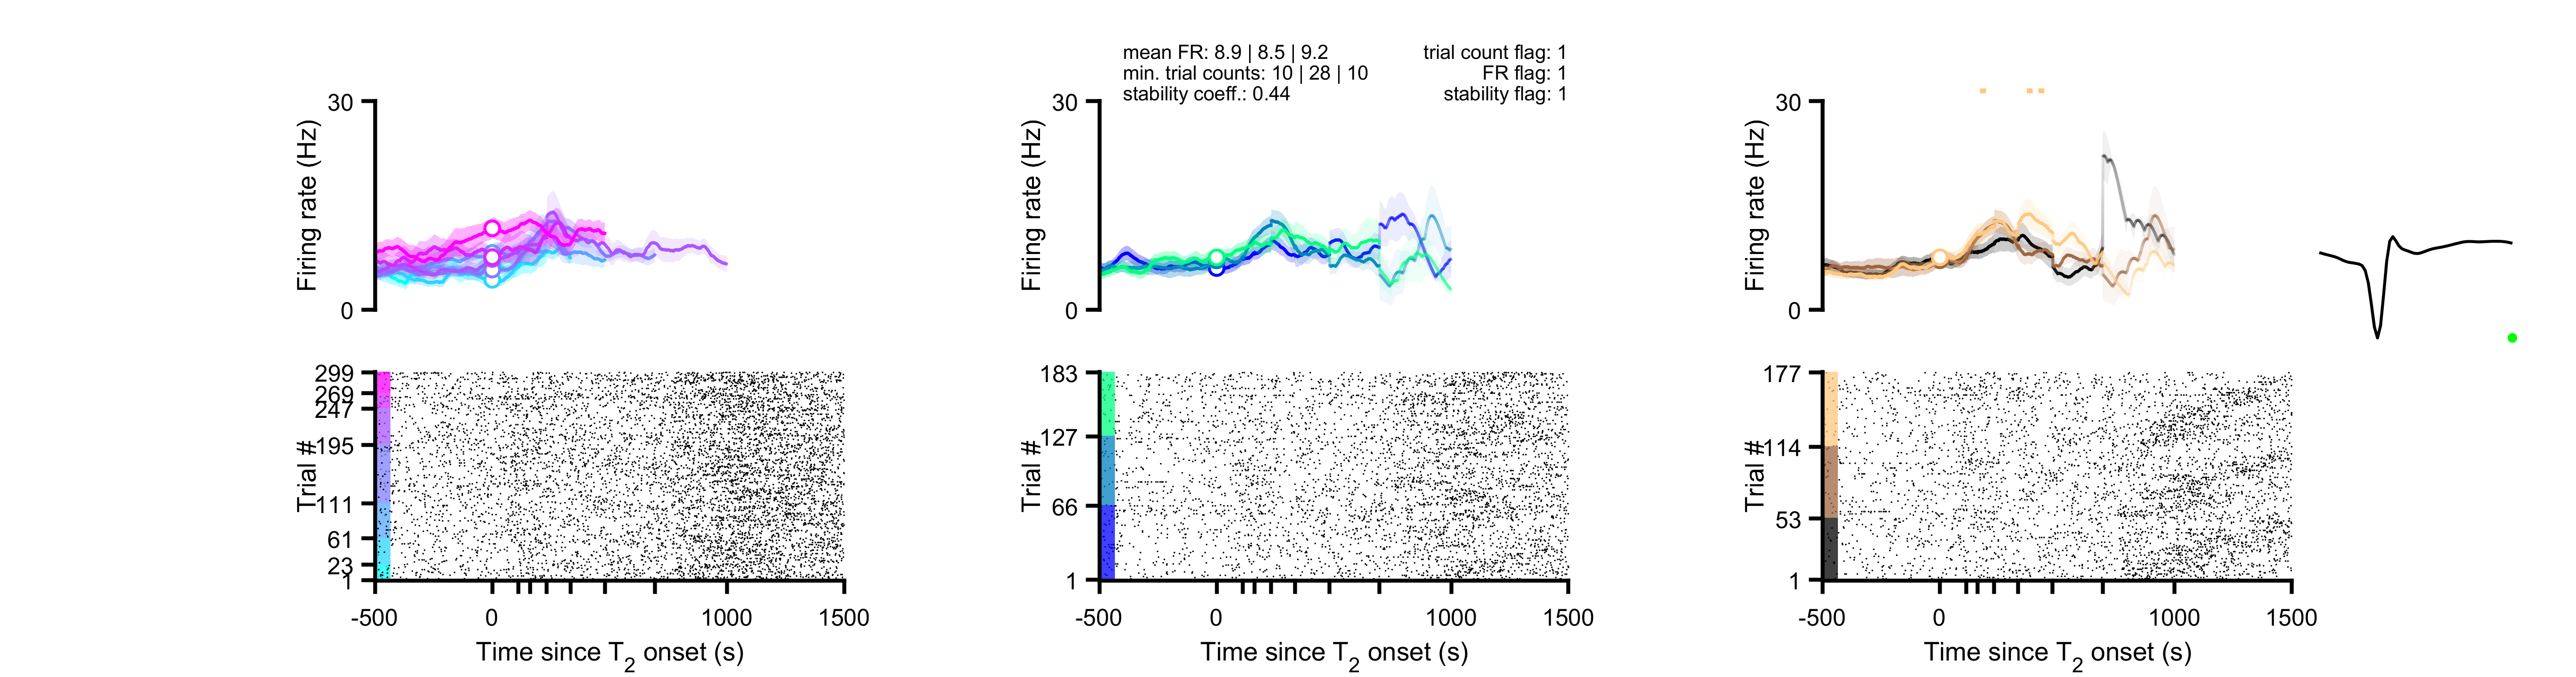 mean FR: 8.9 | 8.5 | 9.2
min. trial counts: 10 | 28 | 10
stability coeff.: 0.44
trial count flag: 1
FR flag: 1
stability flag: 1
30
Firing rate (Hz)
0
30
Firing rate (Hz)
0
30
Firing rate (Hz)
0
299
269
247
195
111
61
23
1
Trial #
-500 0 1000 1500
Time since T2 onset (s)
183
127
66
1
Trial #
-500 0 1000 1500
Time since T2 onset (s)
177
114
53
1
Trial #
-500 0 1000 1500
Time since T2 onset (s)